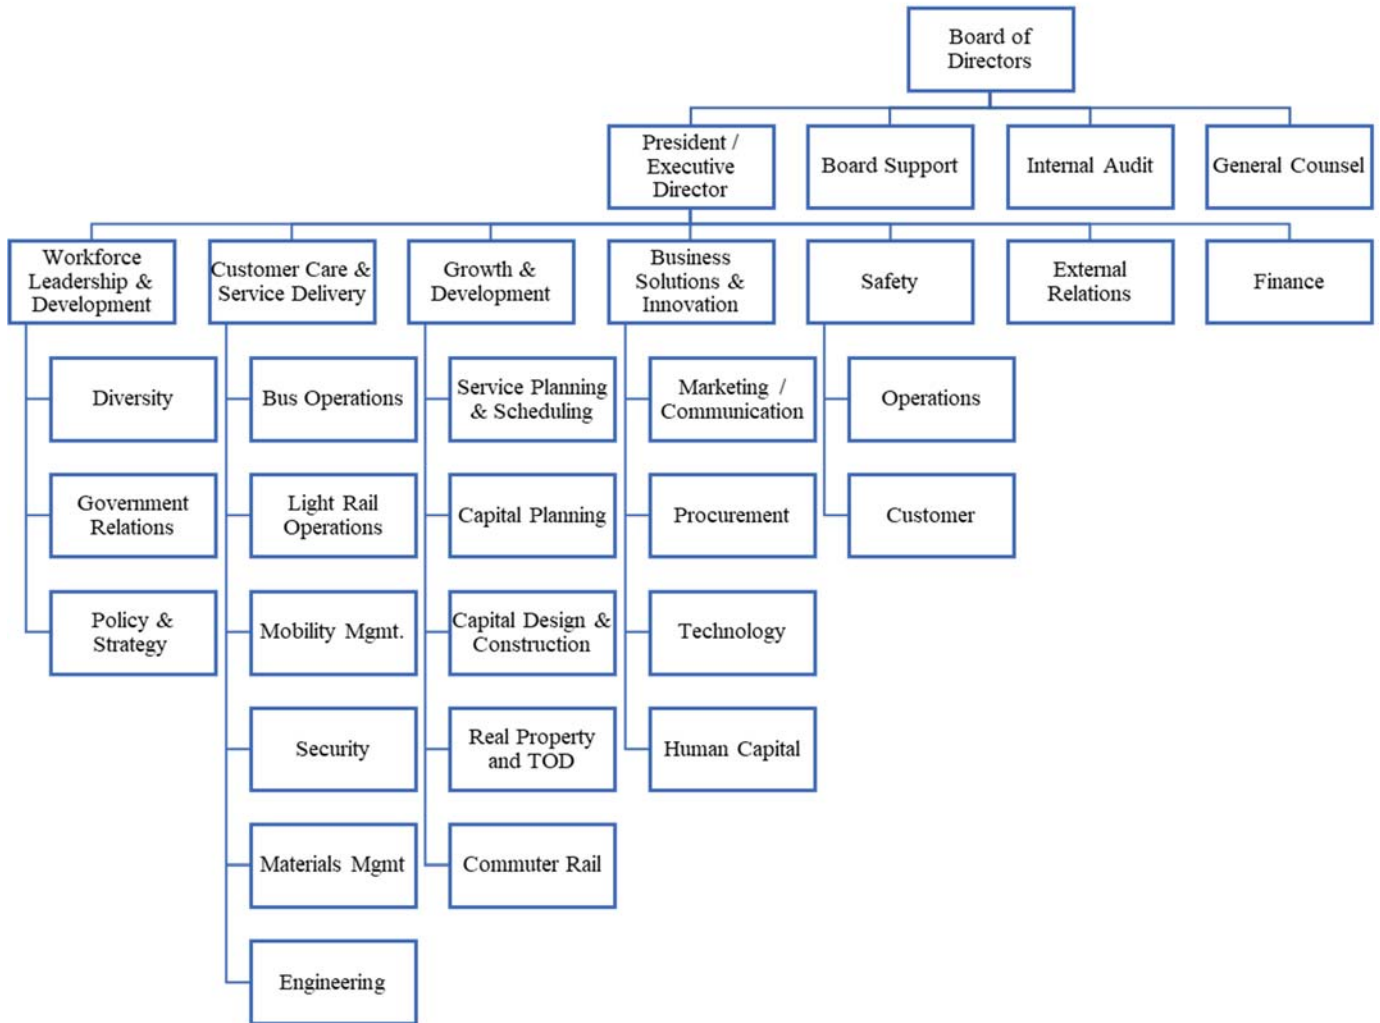 Board of
Directors
President /
Executive
Director
Board Support
Internal Audit
General Counsel
Workforce
Leadership &
Development
Customer Care &
Service Delivery
Growth &
Development
Business
Solutions &
Innovation
Safety
External
Relations
Finance
Diversity
Government
Relations
Policy &
Strategy
Bus Operations
Light Rail
Operations
Mobility Mgmt.
Security
Materials Mgmt
Engineering
Service Planning
& Scheduling
Capital Planning
Capital Design &
Construction
Real Property
and TOD
Commuter Rail
Marketing /
Communication
Procurement
Technology
Human Capital
Operations
Customer